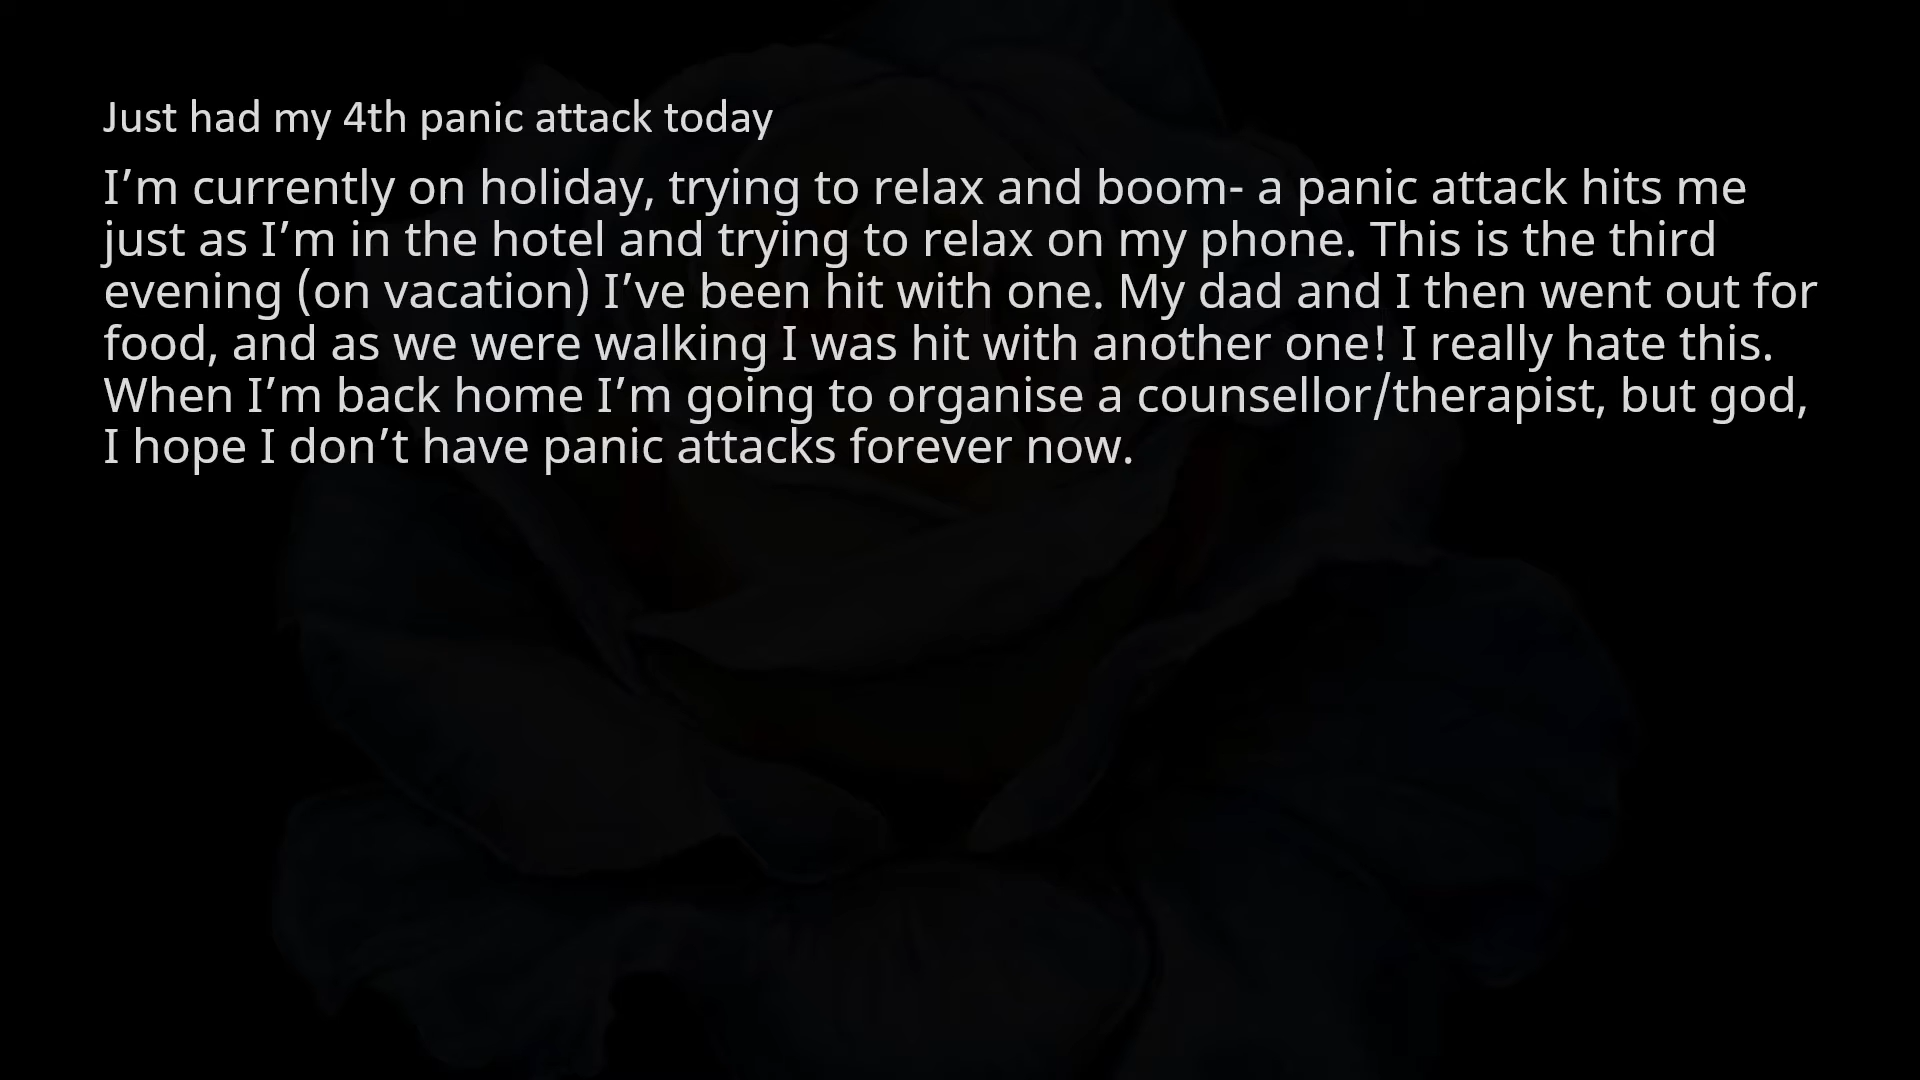 Just had my 4th panic attack today
I’m currently on holiday, trying to relax and boom- a panic attack hits me
just as I’m in the hotel and trying to relax on my phone. This is the third
evening (on vacation) I’ve been hit with one. My dad and I then went out for
food, and as we were walking I was hit with another one! I really hate this.
When I’m back home I’m going to organise a counsellor/therapist, but god,
I hope I don’t have panic attacks forever now.